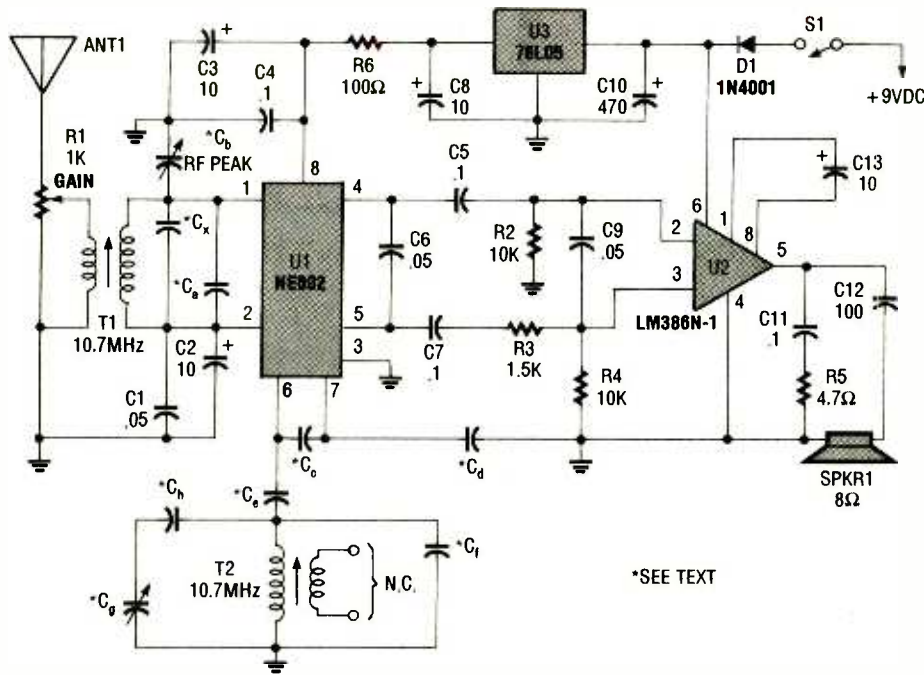 ANT1
R1
1K
GAIN
C3
10
C4
.1
*Cb
RF PEAK
*Cx
*Ca
T1
10.7MHz
C1
.05
C2
10
R6
100Ω
C8
10
U3
78L05
C10
470
D1
1N4001
S1
+9VDC
U1
NE602
1
2
8
4
5
3
6
7
C5
.1
C6
.05
C7
.1
R2
10K
C9
.05
R3
1.5K
R4
10K
6
1
8
2
3
5
4
U2
LM386N-1
C13
10
C11
.1
C12
100
R5
4.7Ω
SPKR1
8Ω
*Cc
*Cd
*Ce
*Ch
*Cg
T2
10.7MHz
N.C.
*Cf
*SEE TEXT
+
+
+
+
+